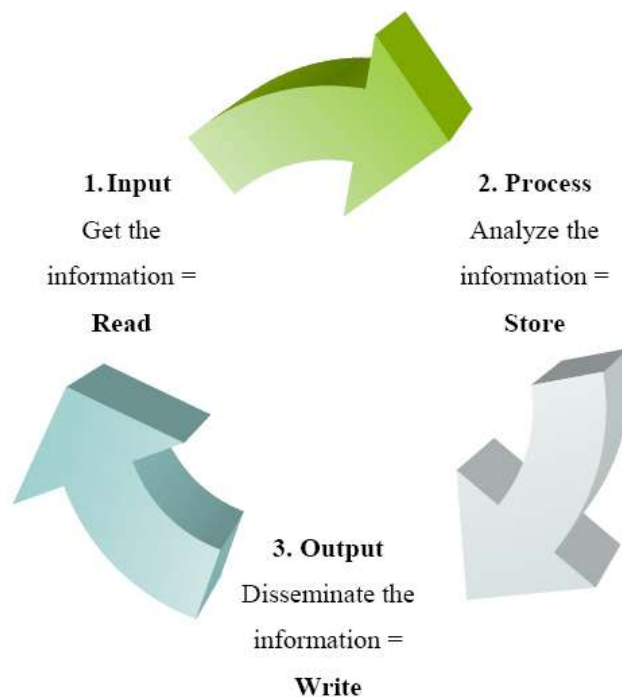 1. Input
Get the
information =
Read
2. Process
Analyze the
information =
Store
3. Output
Disseminate the
information =
Write